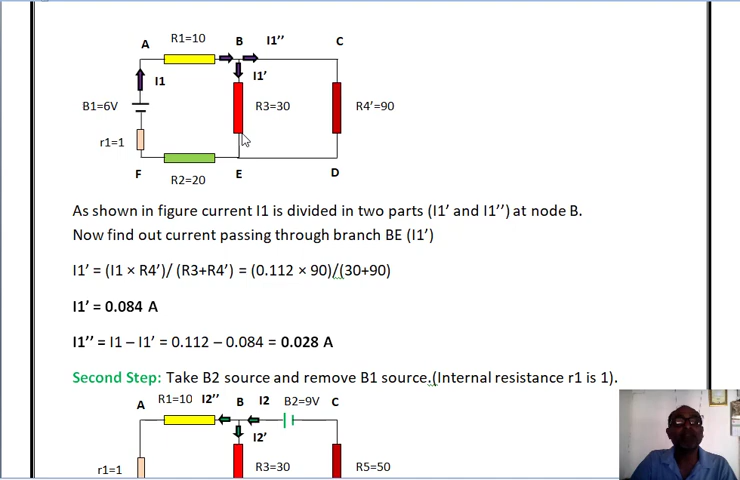 R1=10 B I1’’ C
A
I1 I1’
B1=6V R3=30 R4’=90
r1=1
F R2=20 E D
As shown in figure current I1 is divided in two parts (I1’ and I1’’) at node B.
Now find out current passing through branch BE (I1’)
I1’ = (I1 × R4’)/ (R3+R4’) = (0.112 × 90)/(30+90)
I1’ = 0.084 A
I1’’ = I1 – I1’ = 0.112 – 0.084 = 0.028 A
Second Step: Take B2 source and remove B1 source.(Internal resistance r1 is 1).
A R1=10 I2’’ B I2 B2=9V C
I2’
r1=1 R3=30 R5=50